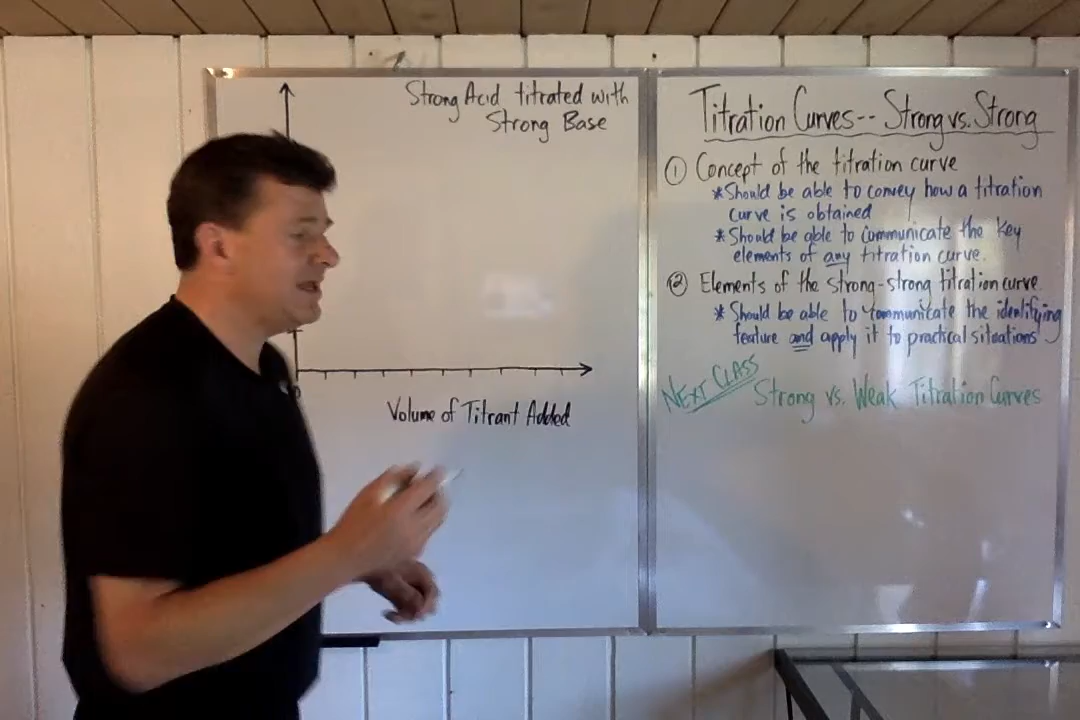 Strong Acid titrated with
Strong Base
Volume of Titrant Added
Titration Curves-- Strong vs. Strong
① Concept of the titration curve
*Should be able to convey how a titration
curve is obtained
*Should be able to communicate the key
elements of any titration curve.
② Elements of the strong-strong titration curve.
* Should be able to communicate the identifying
feature and apply it to practical situations
NEXT CLASS Strong vs. Weak Titration Curves